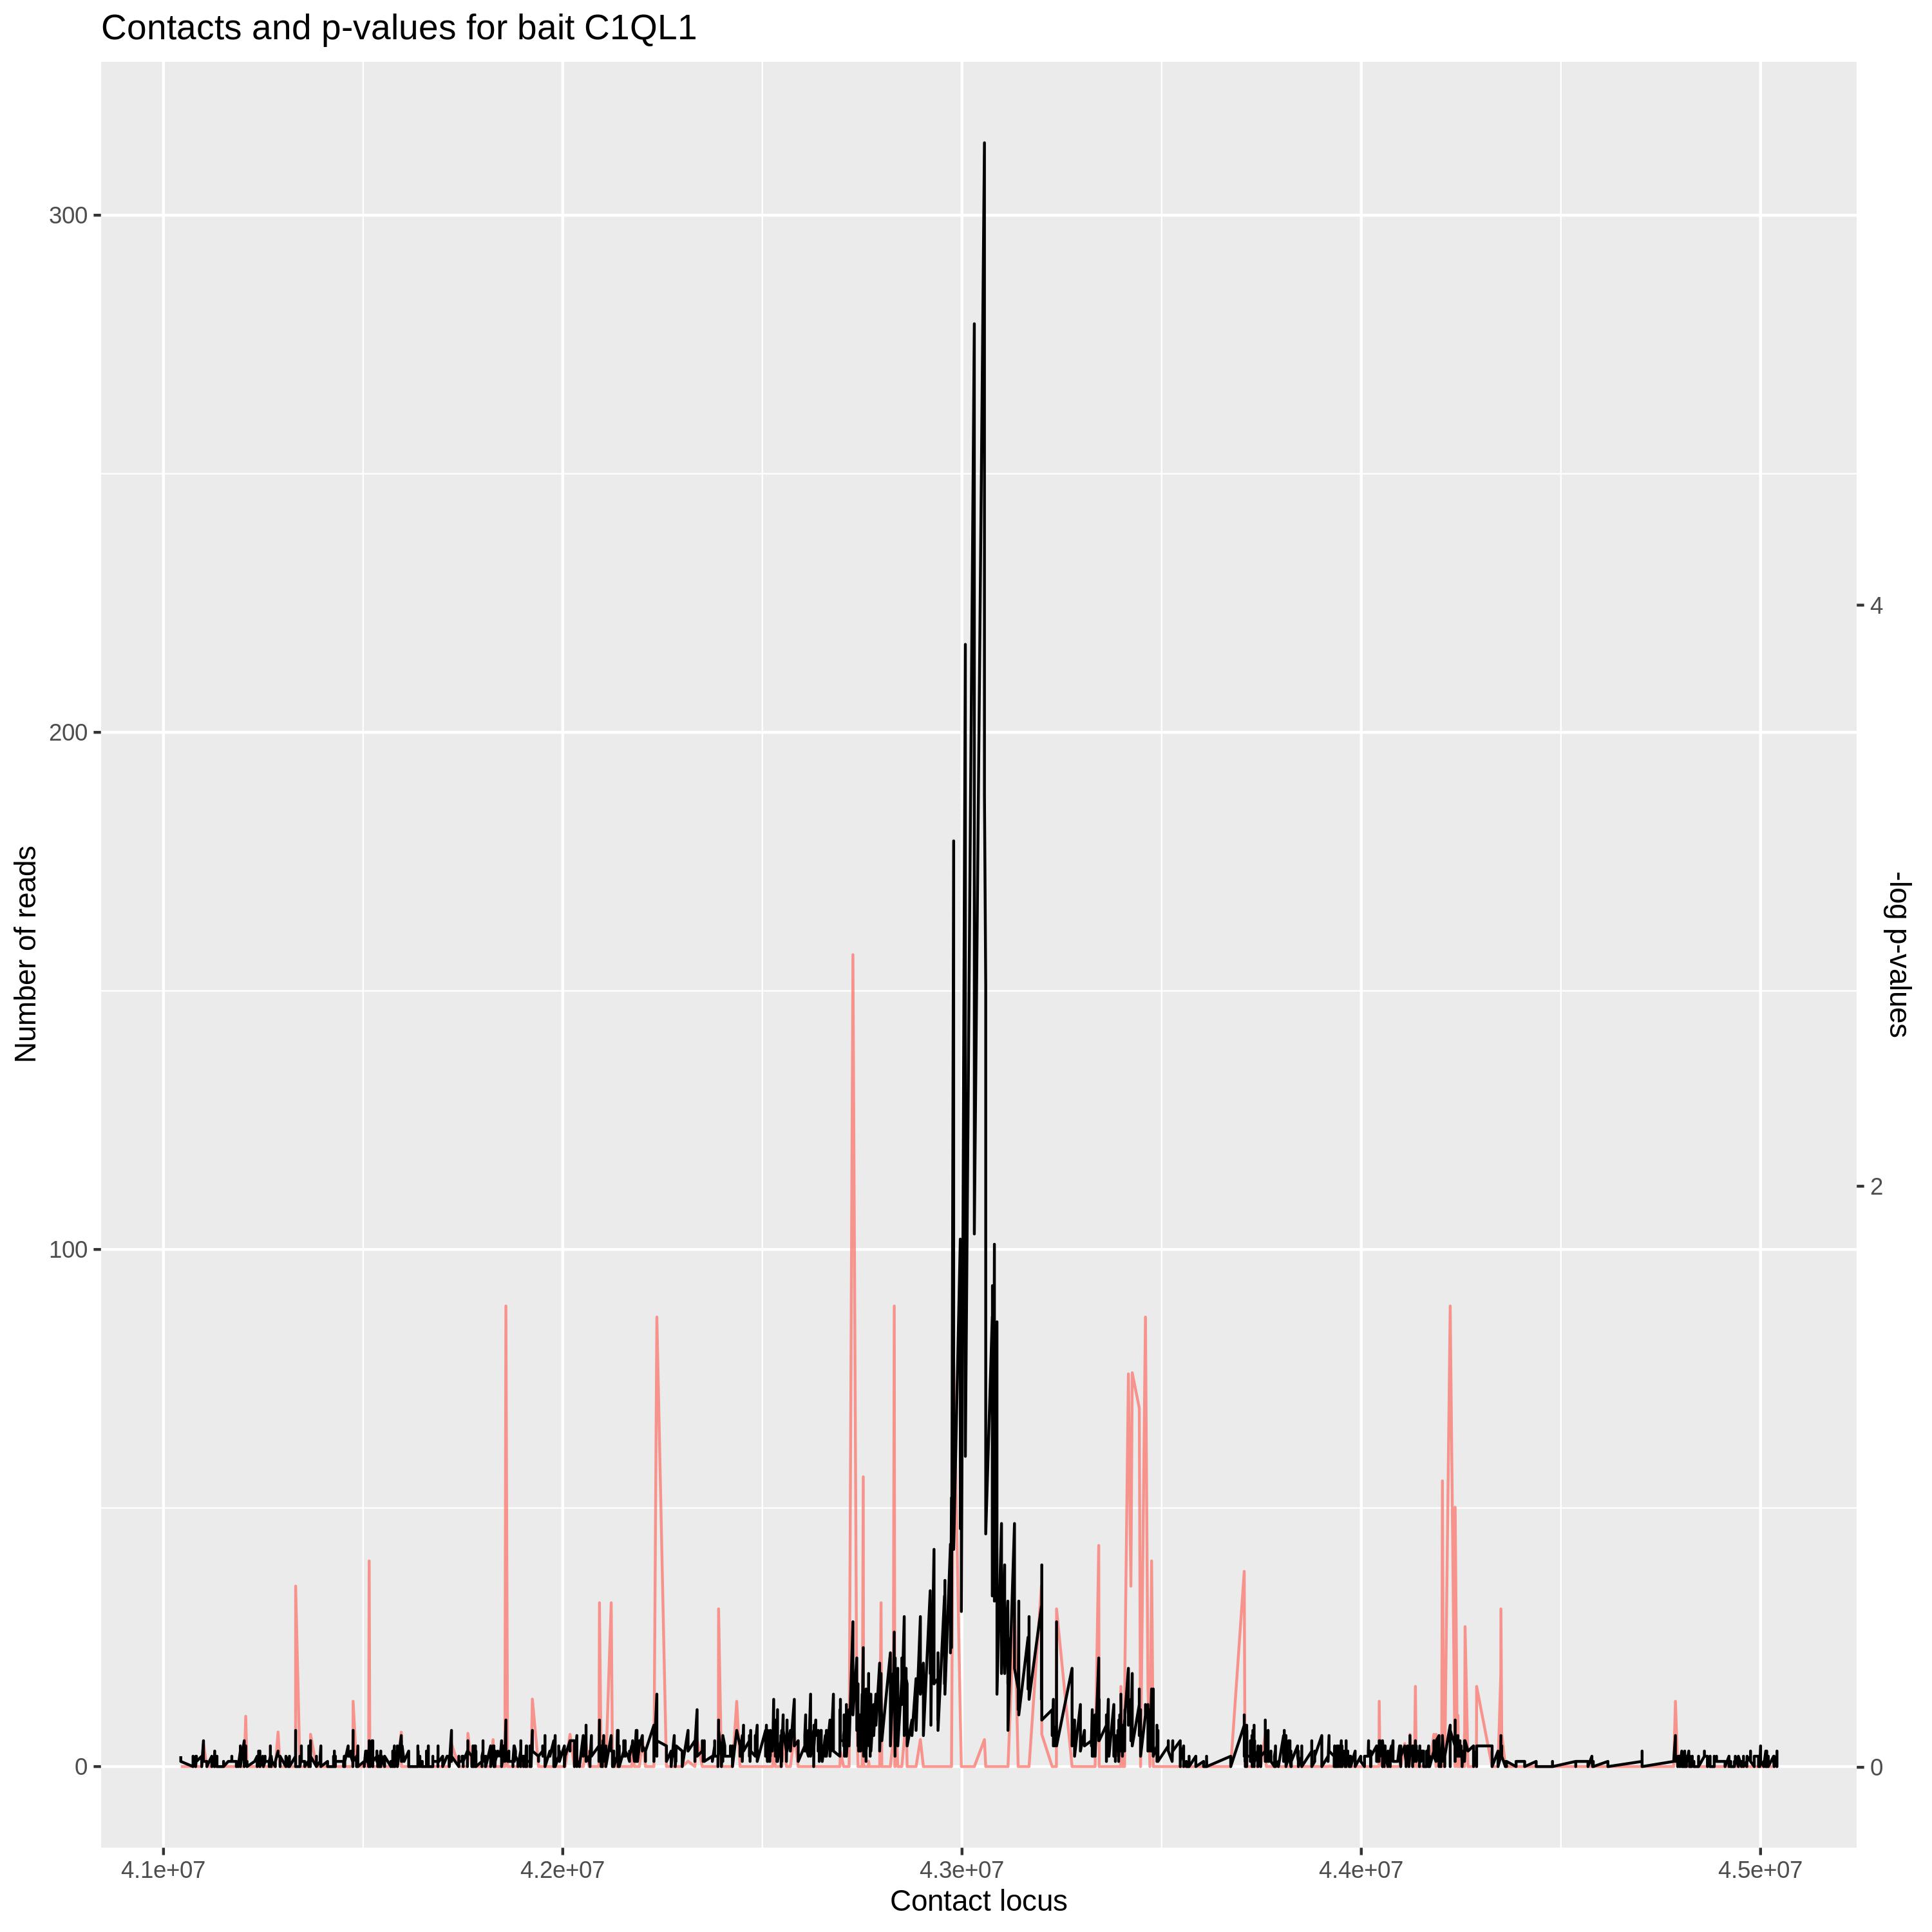 Contacts and p-values for bait C1QL1
300
200
100
0
Number of reads
4
2
0
-log p-values
4.1e+07 4.2e+07 4.3e+07 4.4e+07 4.5e+07
Contact locus